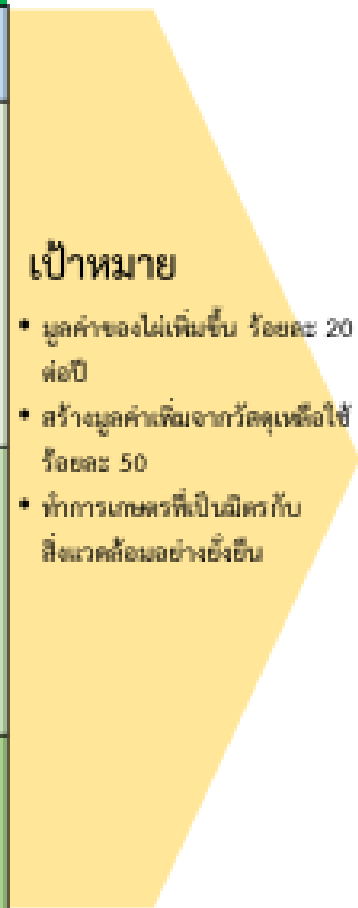 เป้าหมาย
• มูลค่าของไผ่เพิ่มขึ้น ร้อยละ 20
ต่อปี
• สร้างมูลค่าเพิ่มจากวัสดุเหลือใช้
ร้อยละ 50
• ทำการเกษตรที่เป็นมิตรกับ
สิ่งแวดล้อมอย่างยั่งยืน